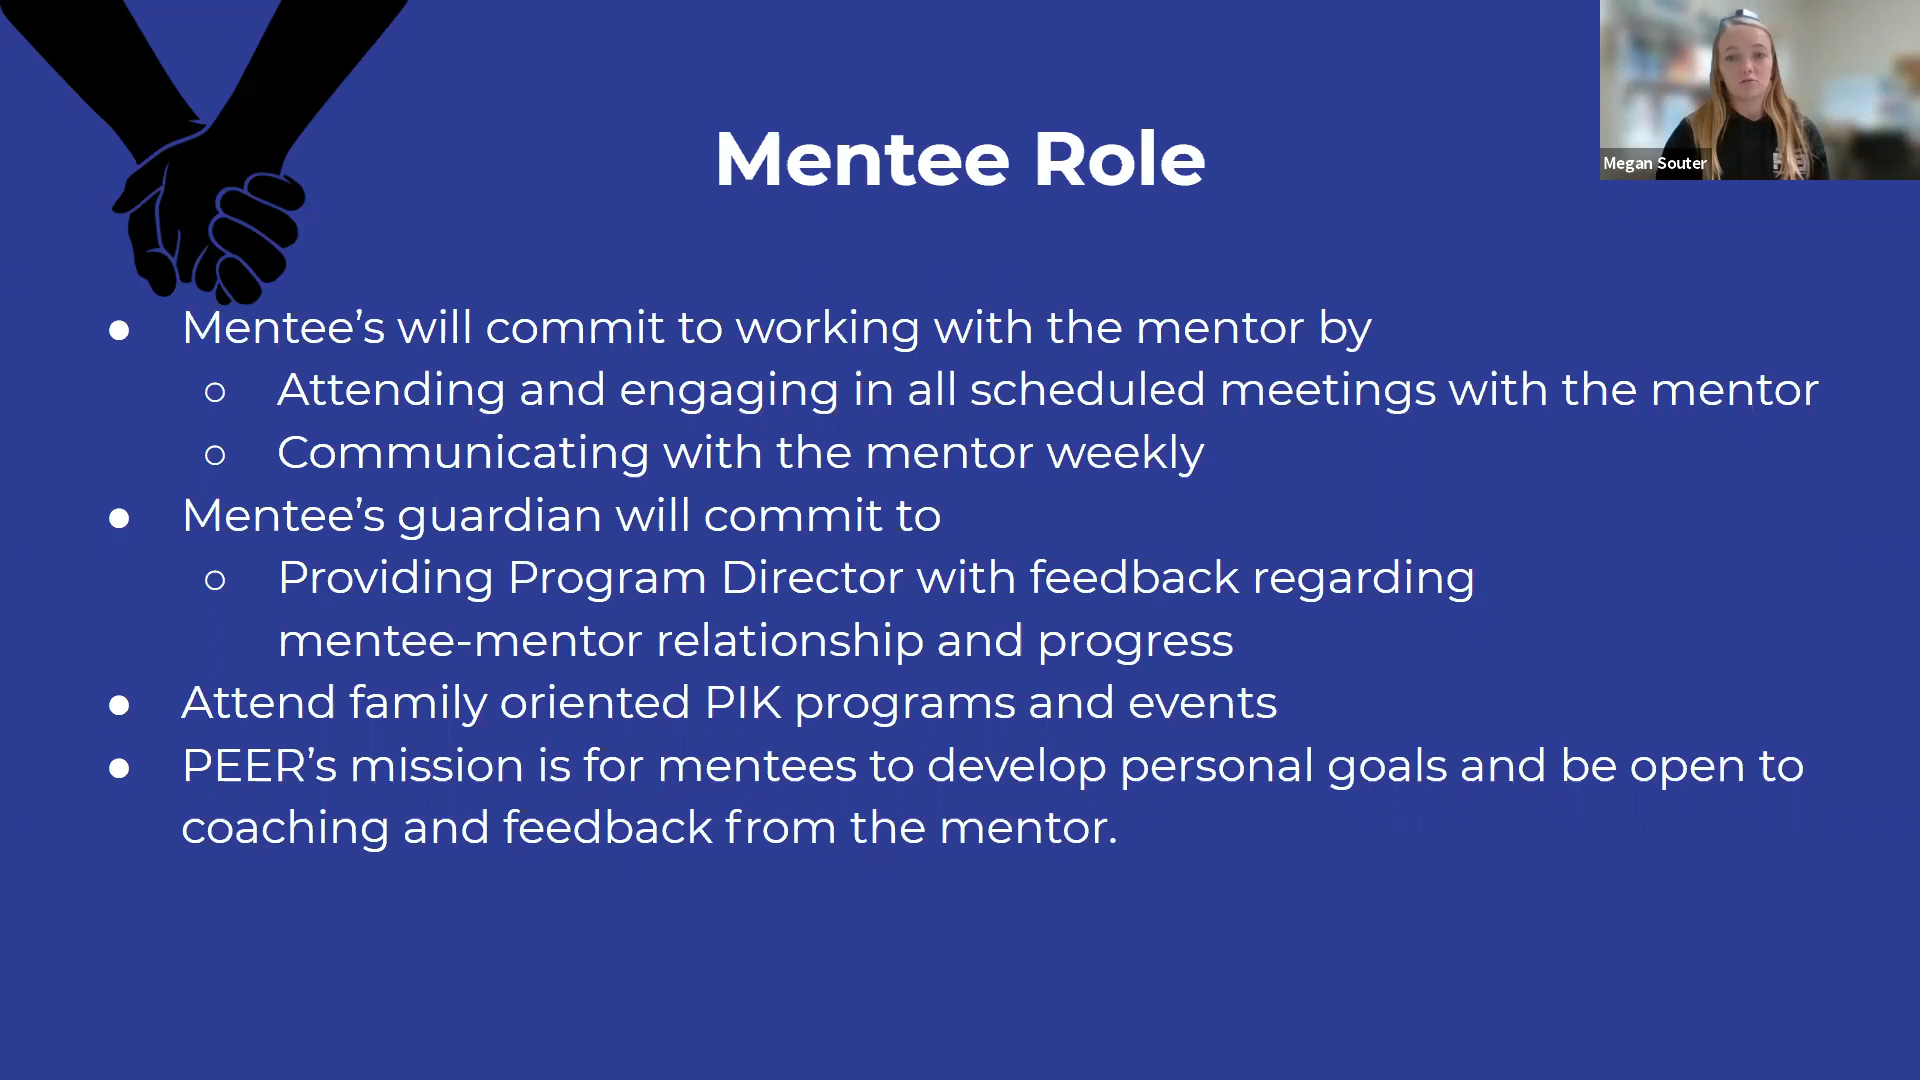 Mentee Role
Megan Souter
● Mentee’s will commit to working with the mentor by
○ Attending and engaging in all scheduled meetings with the mentor
○ Communicating with the mentor weekly
● Mentee’s guardian will commit to
○ Providing Program Director with feedback regarding
mentee-mentor relationship and progress
● Attend family oriented PIK programs and events
● PEER’s mission is for mentees to develop personal goals and be open to
coaching and feedback from the mentor.